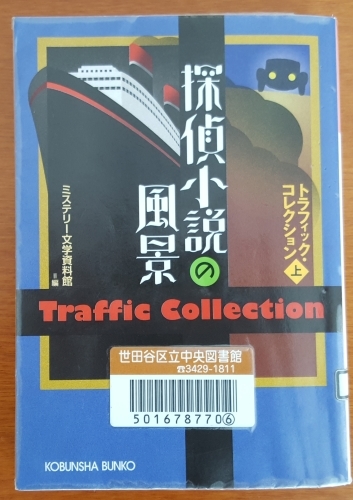 探偵小説の
風景
トラフィック・
コレクション 上
ミステリー文学資料館
編
Traffic Collection
世田谷区立中央図書館
☎3429-1811
501678770⑥
KOBUNSHA BUNKO